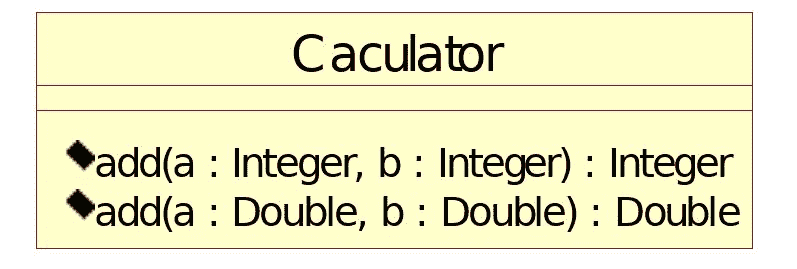 Caculator
add(a : Integer, b : Integer) : Integer
add(a : Double, b : Double) : Double